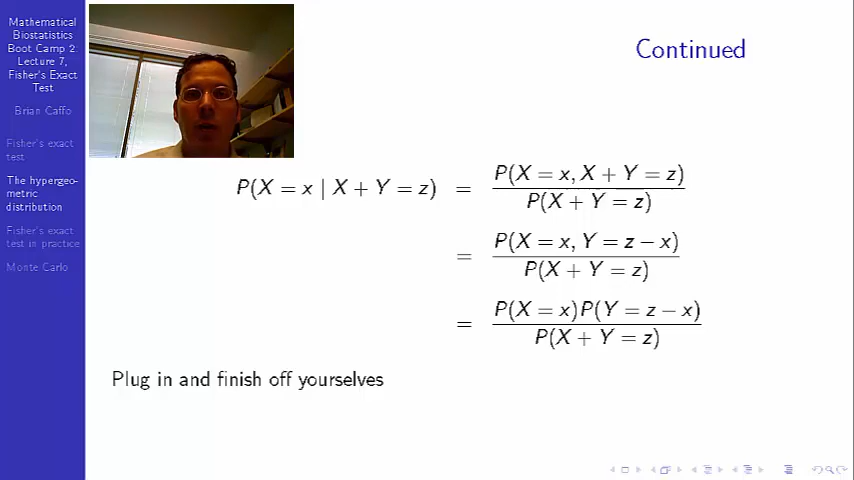 Mathematical
Biostatistics
Boot Camp 2:
Lecture 7,
Fisher's Exact
Test
Brian Caffo
Fisher's exact
test
The hypergeo-
metric
distribution
Fisher's exact
test in practice
Monte Carlo
Continued
P(X = x | X + Y = z) = P(X = x, X + Y = z) / P(X + Y = z)
= P(X = x, Y = z − x) / P(X + Y = z)
= P(X = x)P(Y = z − x) / P(X + Y = z)
Plug in and finish off yourselves